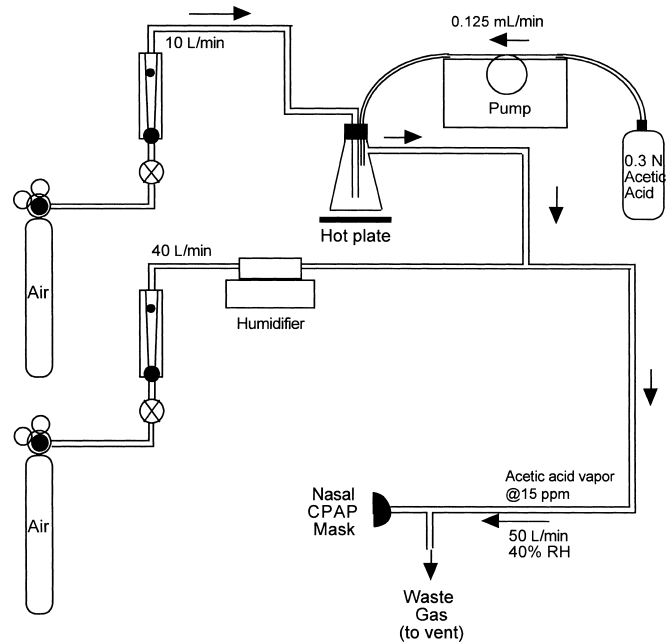 0.125 mL/min
10 L/min
Pump
0.3 N
Acetic
Acid
Hot plate
40 L/min
Air
Humidifier
Acetic acid vapor
@15 ppm
Nasal
CPAP
Mask
50 L/min
40% RH
Air
Waste
Gas
(to vent)